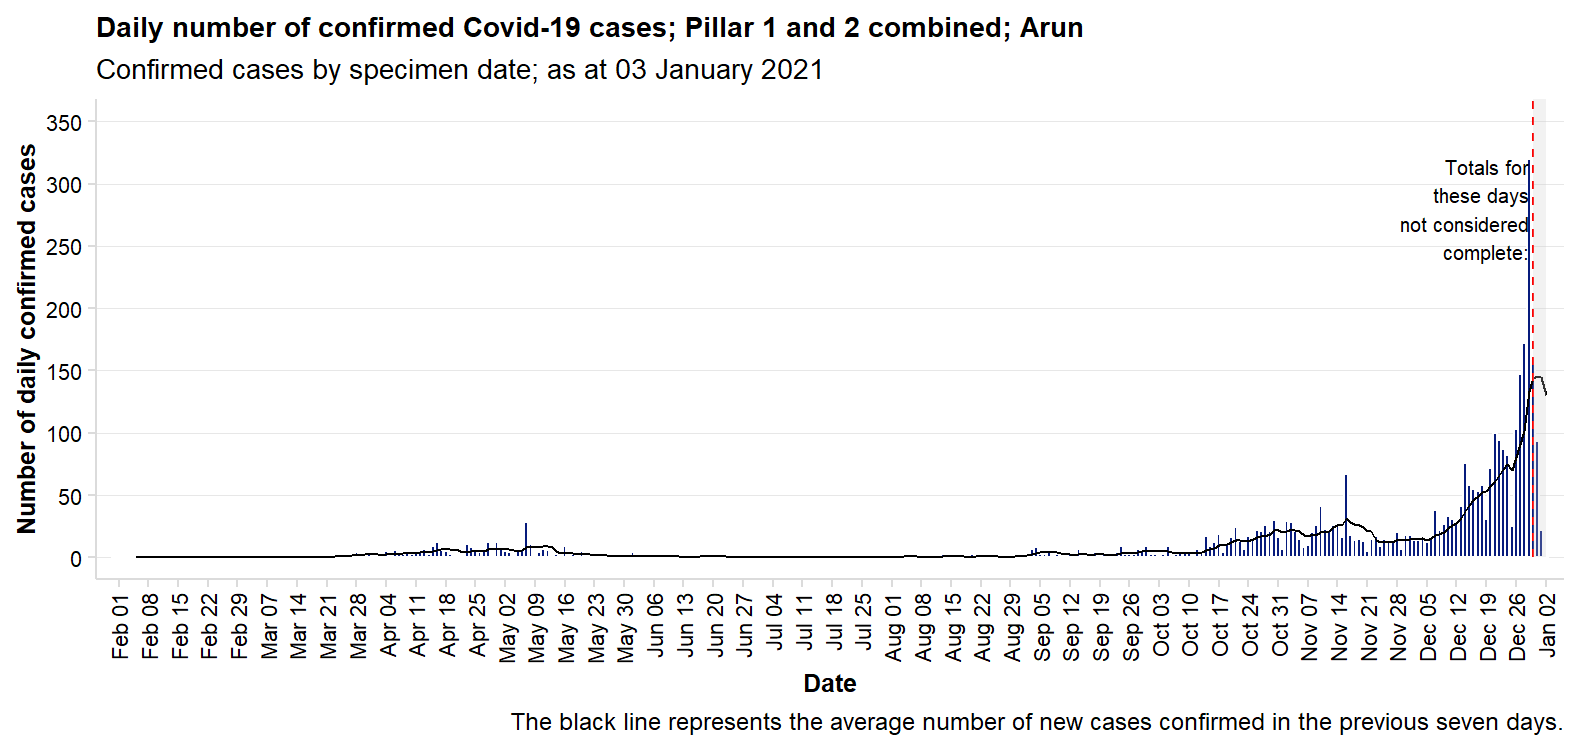 Daily number of confirmed Covid-19 cases; Pillar 1 and 2 combined; Arun
Confirmed cases by specimen date; as at 03 January 2021
Number of daily confirmed cases
350
300
250
200
150
100
50
0
Totals for
these days
not considered
complete:
Feb 01
Feb 08
Feb 15
Feb 22
Feb 29
Mar 07
Mar 14
Mar 21
Mar 28
Apr 04
Apr 11
Apr 18
Apr 25
May 02
May 09
May 16
May 23
May 30
Jun 06
Jun 13
Jun 20
Jun 27
Jul 04
Jul 11
Jul 18
Jul 25
Aug 01
Aug 08
Aug 15
Aug 22
Aug 29
Sep 05
Sep 12
Sep 19
Sep 26
Oct 03
Oct 10
Oct 17
Oct 24
Oct 31
Nov 07
Nov 14
Nov 21
Nov 28
Dec 05
Dec 12
Dec 19
Dec 26
Jan 02
Date
The black line represents the average number of new cases confirmed in the previous seven days.